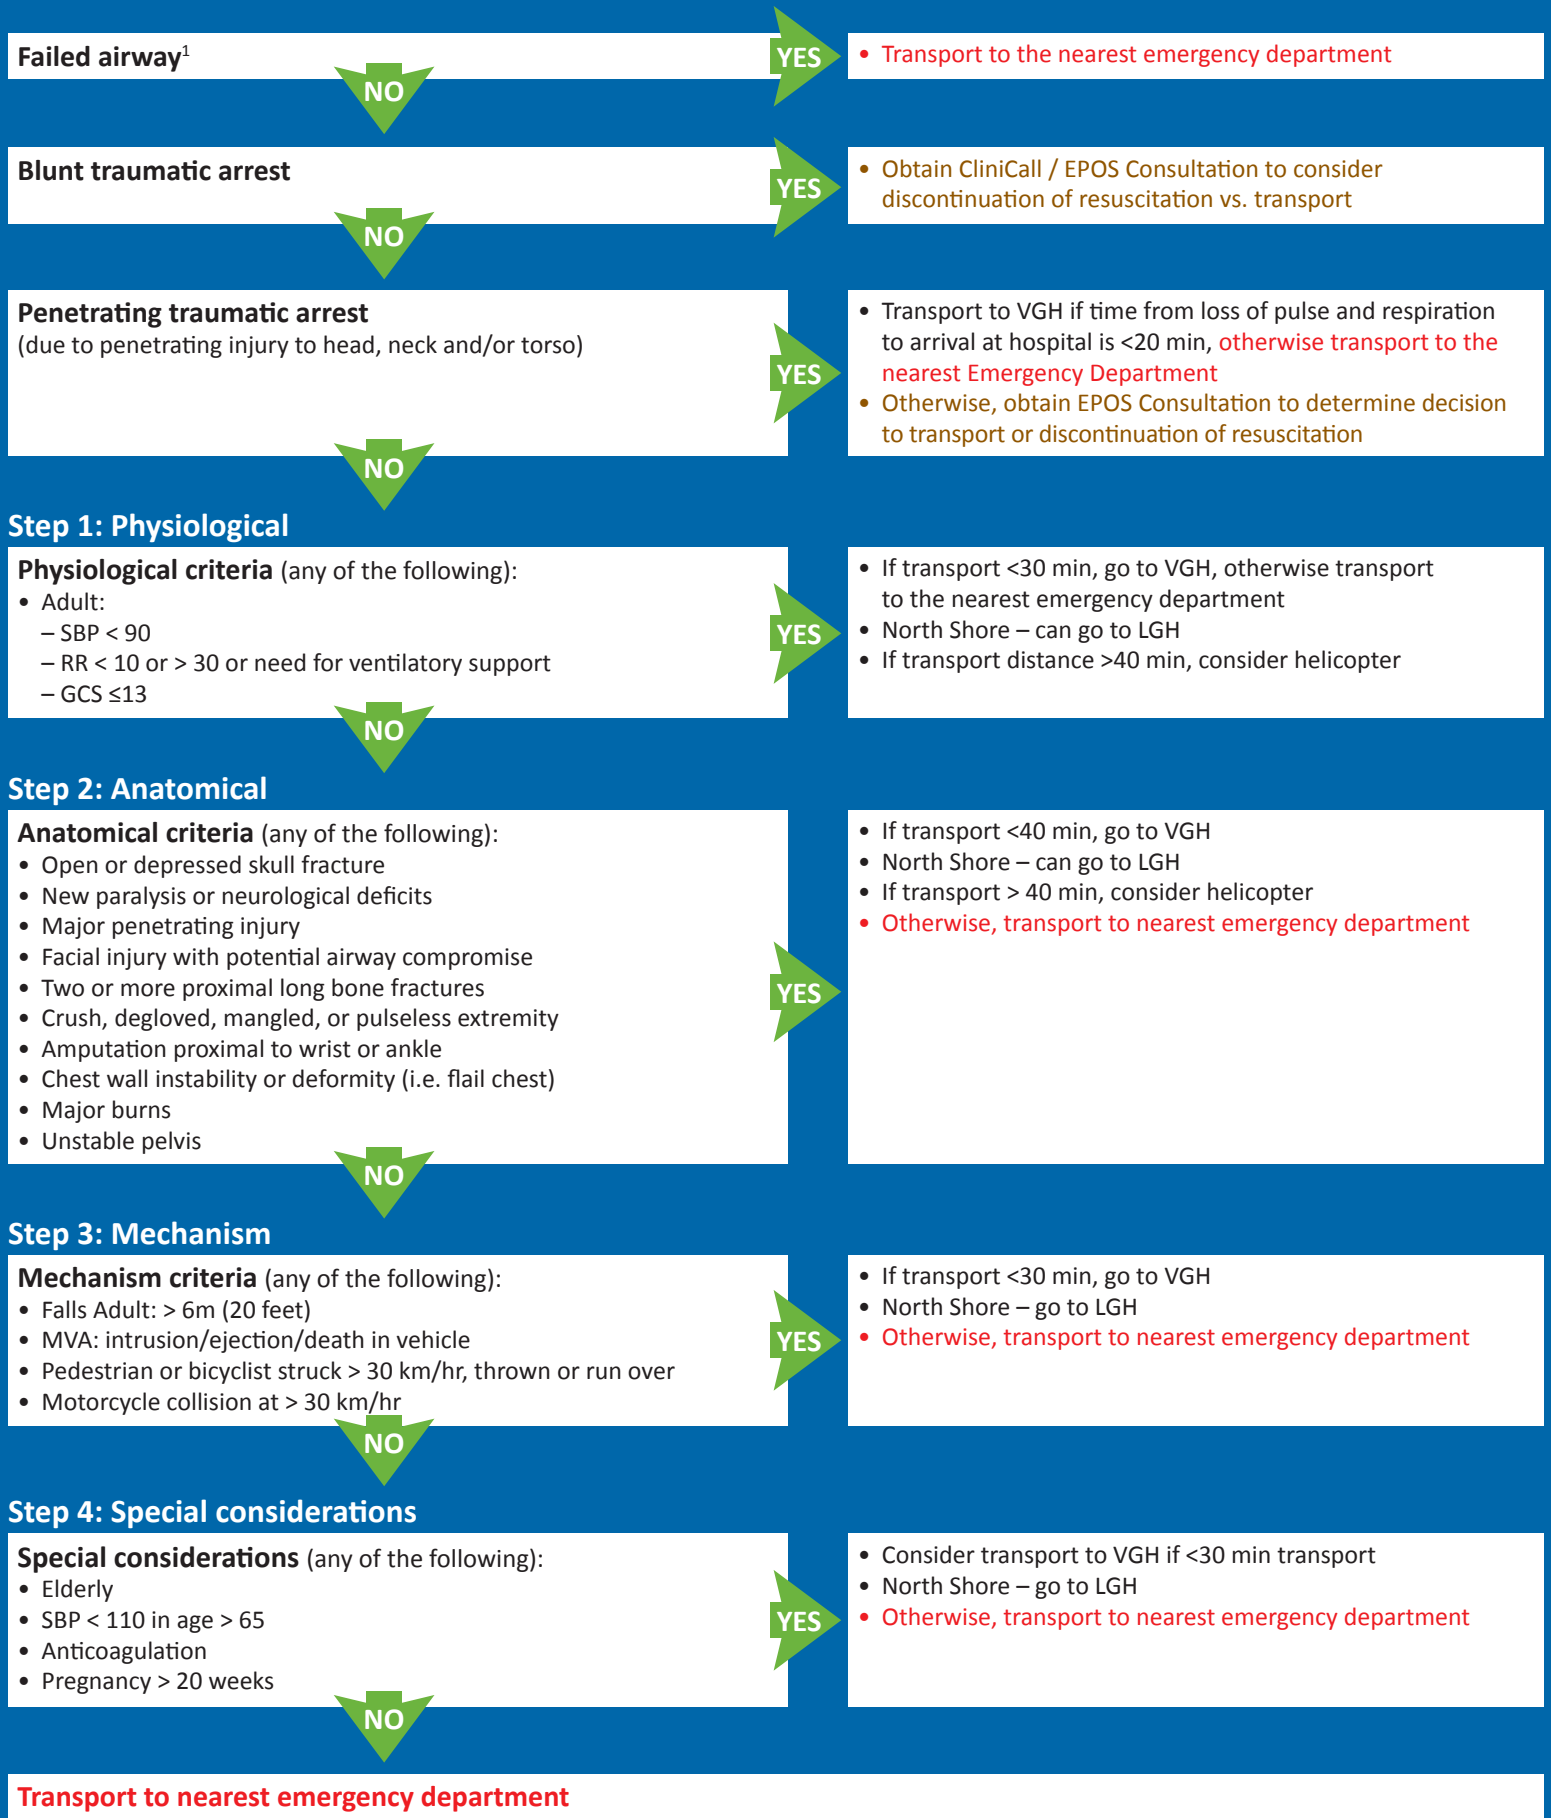 Failed airway¹
YES
• Transport to the nearest emergency department
NO
Blunt traumatic arrest
YES
• Obtain CliniCall / EPOS Consultation to consider
discontinuation of resuscitation vs. transport
NO
Penetrating traumatic arrest
(due to penetrating injury to head, neck and/or torso)
YES
• Transport to VGH if time from loss of pulse and respiration
to arrival at hospital is <20 min, otherwise transport to the
nearest Emergency Department
• Otherwise, obtain EPOS Consultation to determine decision
to transport or discontinuation of resuscitation
NO
Step 1: Physiological
Physiological criteria (any of the following):
• Adult:
– SBP < 90
– RR < 10 or > 30 or need for ventilatory support
– GCS ≤13
YES
• If transport <30 min, go to VGH, otherwise transport
to the nearest emergency department
• North Shore – can go to LGH
• If transport distance >40 min, consider helicopter
NO
Step 2: Anatomical
Anatomical criteria (any of the following):
• Open or depressed skull fracture
• New paralysis or neurological deficits
• Major penetrating injury
• Facial injury with potential airway compromise
• Two or more proximal long bone fractures
• Crush, degloved, mangled, or pulseless extremity
• Amputation proximal to wrist or ankle
• Chest wall instability or deformity (i.e. flail chest)
• Major burns
• Unstable pelvis
YES
• If transport <40 min, go to VGH
• North Shore – can go to LGH
• If transport > 40 min, consider helicopter
• Otherwise, transport to nearest emergency department
NO
Step 3: Mechanism
Mechanism criteria (any of the following):
• Falls Adult: > 6m (20 feet)
• MVA: intrusion/ejection/death in vehicle
• Pedestrian or bicyclist struck > 30 km/hr, thrown or run over
• Motorcycle collision at > 30 km/hr
YES
• If transport <30 min, go to VGH
• North Shore – go to LGH
• Otherwise, transport to nearest emergency department
NO
Step 4: Special considerations
Special considerations (any of the following):
• Elderly
• SBP < 110 in age > 65
• Anticoagulation
• Pregnancy > 20 weeks
YES
• Consider transport to VGH if <30 min transport
• North Shore – go to LGH
• Otherwise, transport to nearest emergency department
NO
Transport to nearest emergency department